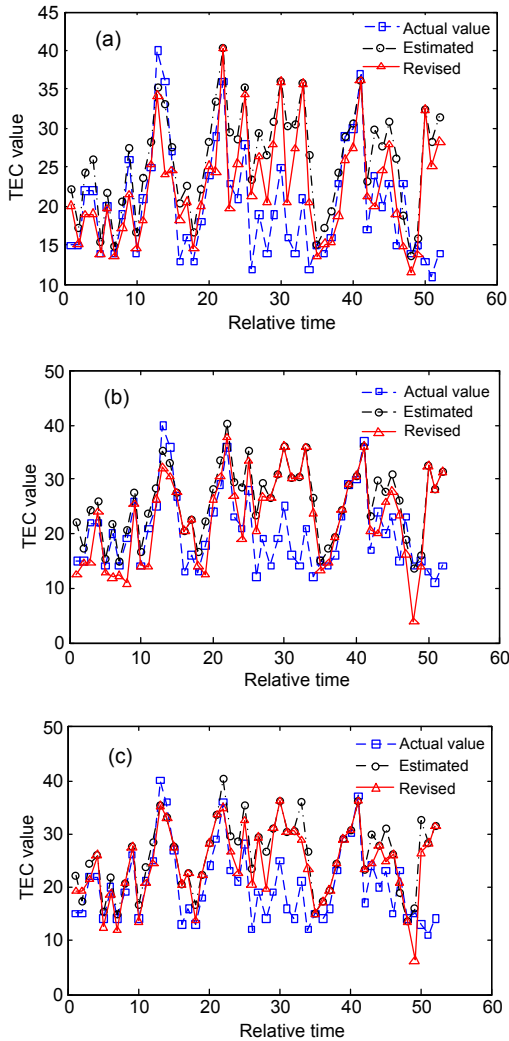 (a)
Actual value
Estimated
Revised
TEC value
45
40
35
30
25
20
15
10
0 10 20 30 40 50 60
Relative time
(b)
Actual value
Estimated
Revised
TEC value
50
40
30
20
10
0
0 10 20 30 40 50 60
Relative time
(c)
Actual value
Estimated
Revised
TEC value
50
40
30
20
10
0
0 10 20 30 40 50 60
Relative time